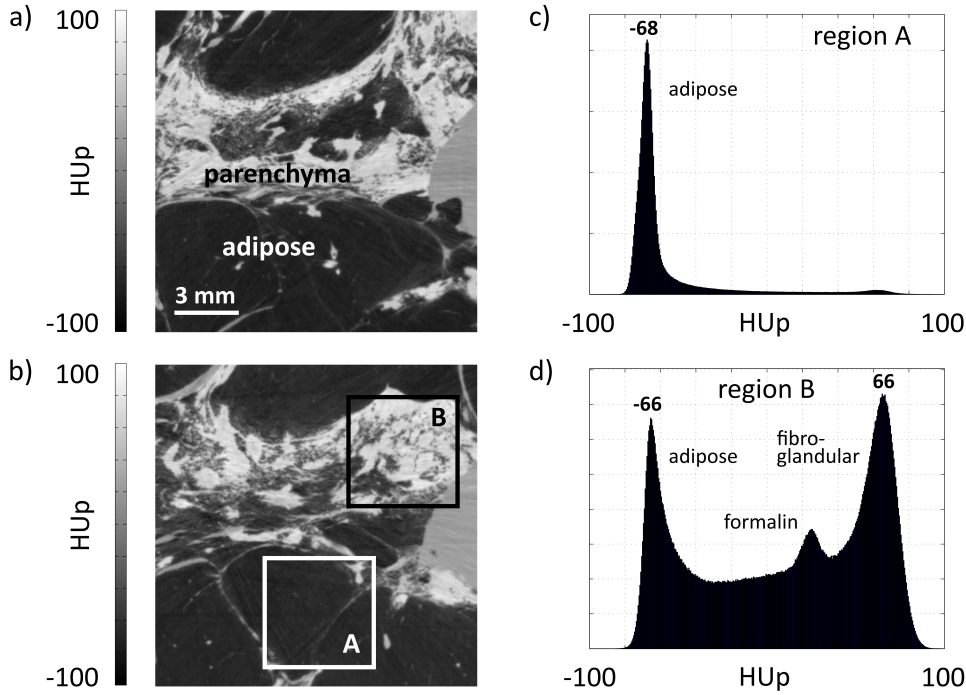 a)
100
HUp
-100
parenchyma
adipose
3 mm
b)
100
HUp
-100
B
A
c)
-68
region A
adipose
-100
HUp
100
d)
region B
66
-66
adipose
fibro-
glandular
formalin
-100
HUp
100